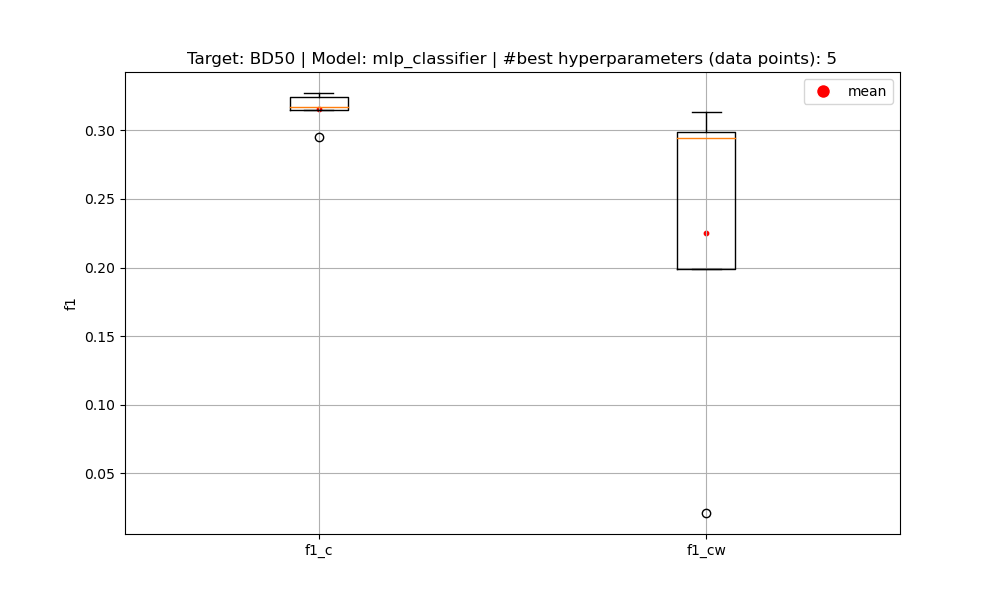 Target: BD50 | Model: mlp_classifier | #best hyperparameters (data points): 5
mean
f1
0.30
0.25
0.20
0.15
0.10
0.05
f1_c
f1_cw